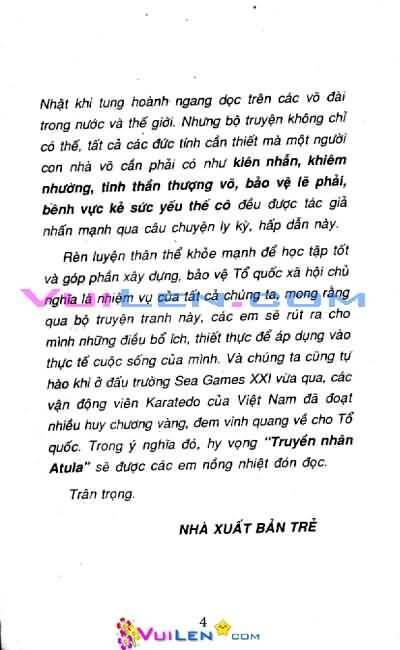 Nhật khi tung hoành ngang dọc trên các võ đài
trong nước và thế giới. Nhưng bộ truyện không chỉ
có thế, tất cả các đức tính cần thiết mà một người
con nhà võ cần phải có như kiên nhẫn, khiêm
nhường, tinh thần thượng võ, bảo vệ lẽ phải,
bênh vực kẻ sức yếu thế cô đều được tác giả
nhấn mạnh qua câu chuyện ly kỳ, hấp dẫn này.
Rèn luyện thân thể khỏe mạnh để học tập tốt
và góp phần xây dựng, bảo vệ Tổ quốc xã hội chủ
nghĩa là nhiệm vụ của tất cả chúng ta, mong rằng
qua bộ truyện tranh này, các em sẽ rút ra cho
mình những điều bổ ích, thiết thực để áp dụng vào
thực tế cuộc sống của mình. Và chúng ta cũng tự
hào khi ở đấu trường Sea Games XXI vừa qua, các
vận động viên Karatedo của Việt Nam đã đoạt
nhiều huy chương vàng, đem vinh quang về cho Tổ
quốc. Trong ý nghĩa đó, hy vọng "Truyền nhân
Atula" sẽ được các em nồng nhiệt đón đọc.
Trân trọng.
NHÀ XUẤT BẢN TRẺ
4
VUILEN.COM
VUILEN.COM